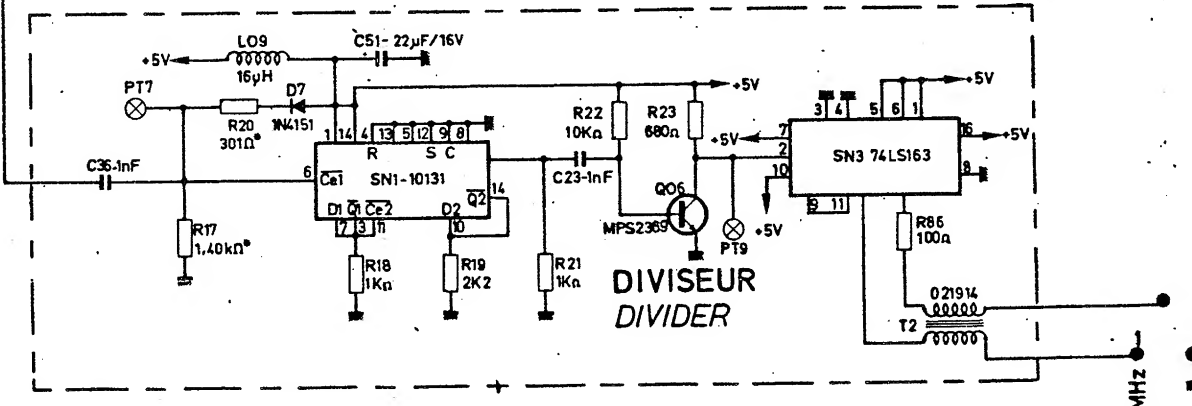 L09
C51- 22µF/16V
+5V
16µH
PT7
D7
1N4151
R20
301Ω*
+5V
R22
10KΩ
R23
680Ω
+5V
3 4 5 6 1
1 14 4 13 5 12 9 8
R S C
C36-1nF
6
Ce1
SN1-10131
Q2
14
D1 Q1 Ce2
D2
7 3 11
10
C23-1nF
+5V
7
2
10
SN3 74LS163
16
+5V
8
9 11
+5V
Q06
MPS2369
PT9
R17
1,40kΩ*
R18
1KΩ
R19
2K2
R21
1KΩ
R86
100Ω
DIVISEUR
DIVIDER
021914
T2
1
MHz